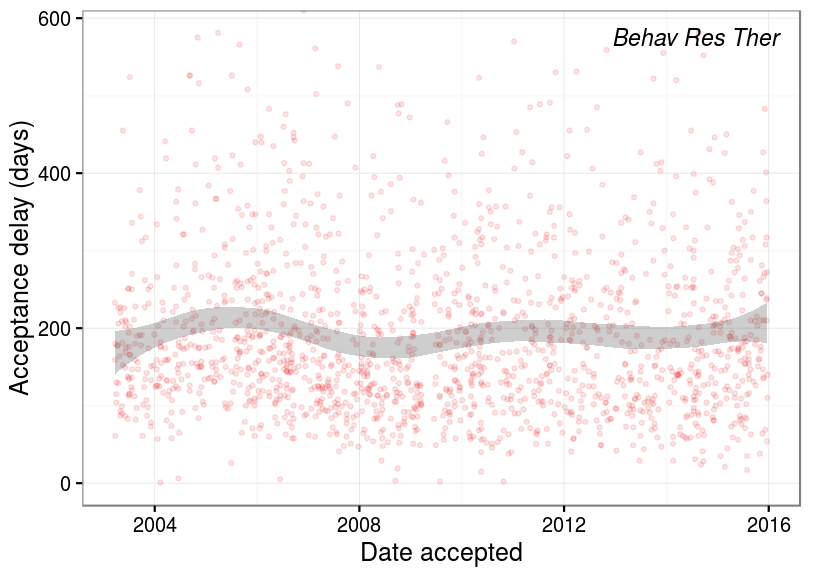 Behav Res Ther
600
400
200
0
Acceptance delay (days)
2004 2008 2012 2016
Date accepted